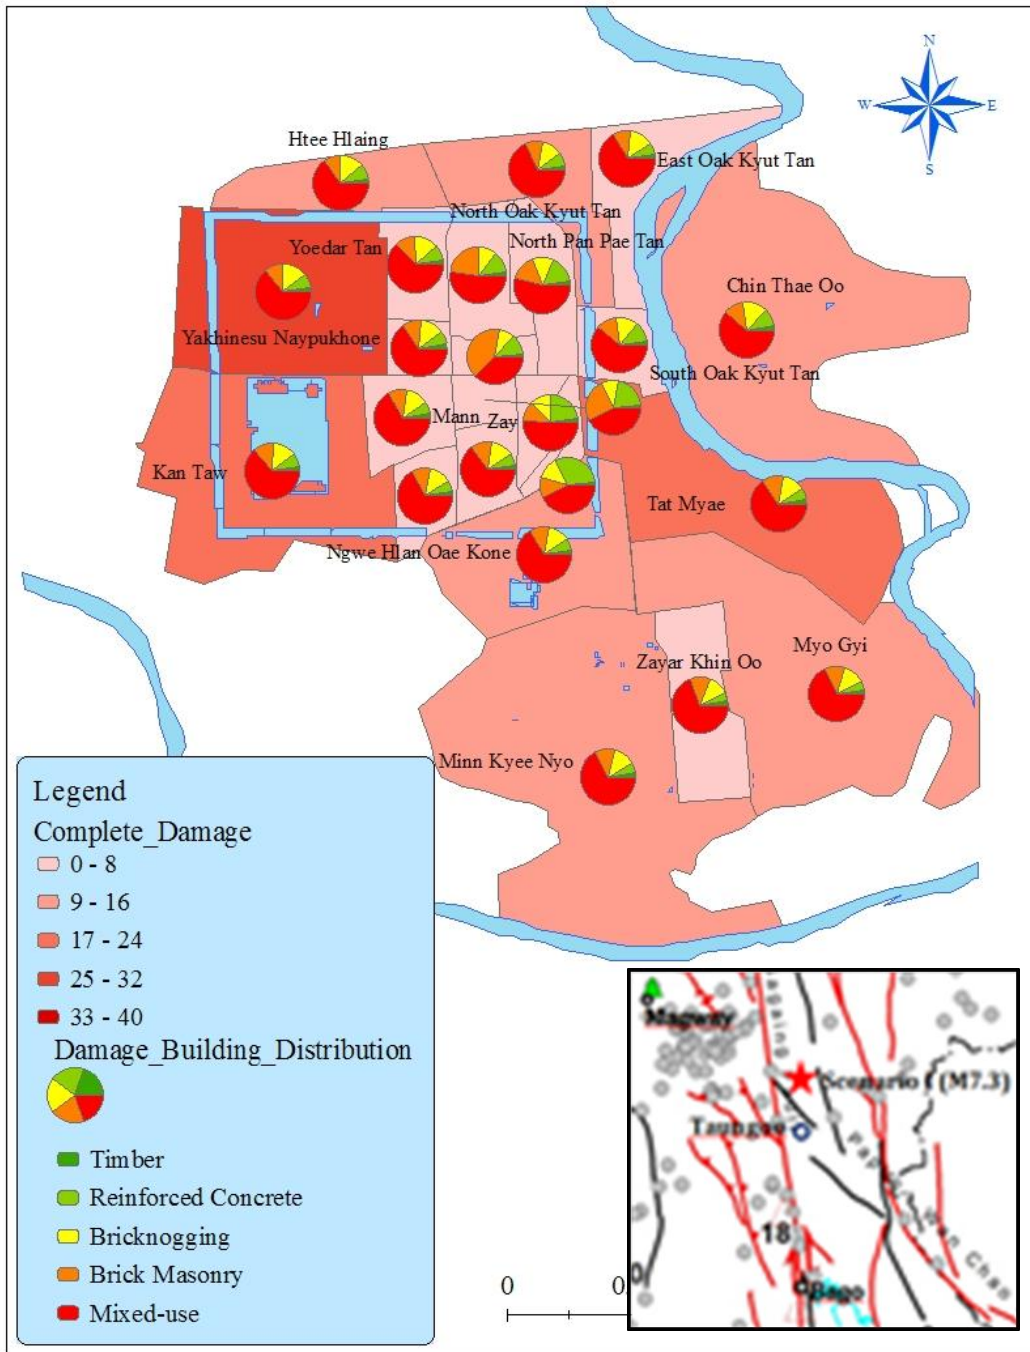 N
W
E
S
Htee Hlaing
East Oak Kyut Tan
North Oak Kyut Tan
Yoedar Tan
North Pan Pae Tan
Chin Thae Oo
Yakhinesu Naypukhone
South Oak Kyut Tan
Mann
Zay
Kan Taw
Tat Myae
Ngwe Hlan Oae Kone
Zayar Khin Oo
Myo Gyi
Minn Kyee Nyo
Legend
Complete_Damage
0 - 8
9 - 16
17 - 24
25 - 32
33 - 40
Damage_Building_Distribution
Timber
Reinforced Concrete
Bricknogging
Brick Masonry
Mixed-use
0
Magway
Scenario I (M7.3)
Taungoo
18
Bago